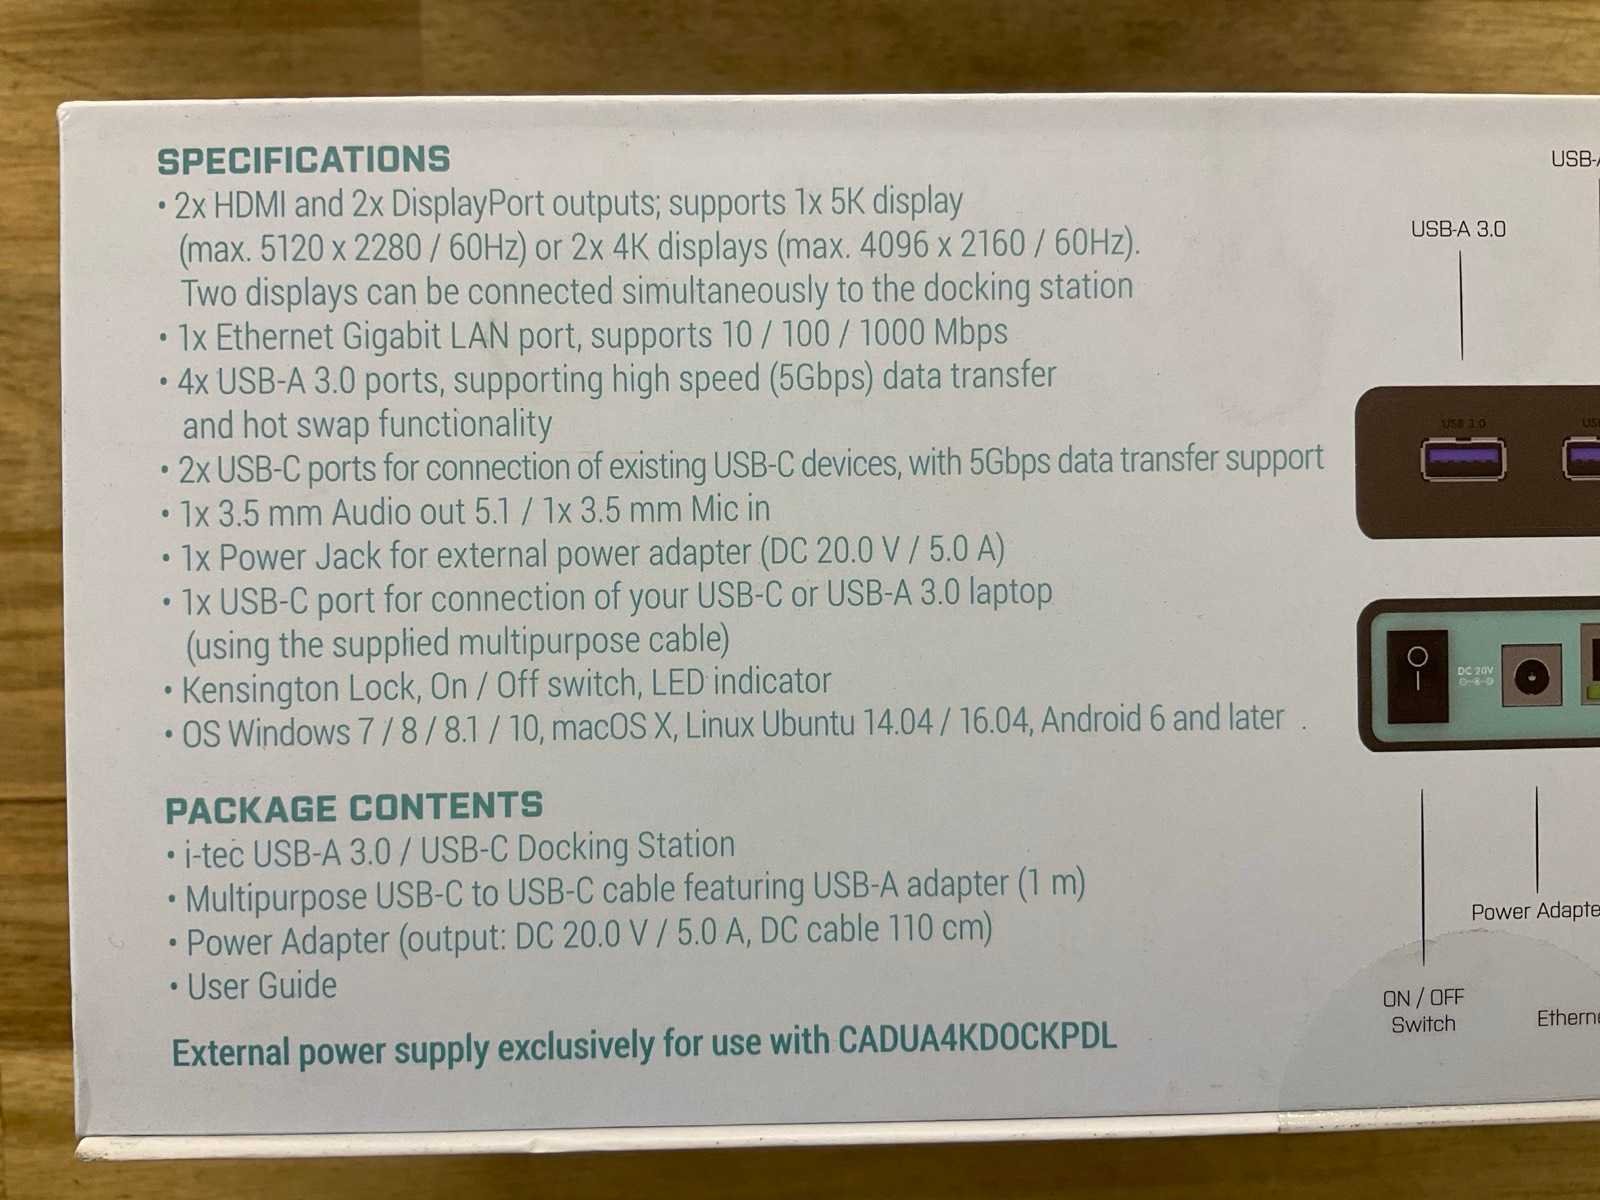 SPECIFICATIONS
• 2x HDMI and 2x DisplayPort outputs; supports 1x 5K display
(max. 5120 x 2280 / 60Hz) or 2x 4K displays (max. 4096 x 2160 / 60Hz).
Two displays can be connected simultaneously to the docking station
• 1x Ethernet Gigabit LAN port, supports 10 / 100 / 1000 Mbps
• 4x USB-A 3.0 ports, supporting high speed (5Gbps) data transfer
and hot swap functionality
• 2x USB-C ports for connection of existing USB-C devices, with 5Gbps data transfer support
• 1x 3.5 mm Audio out 5.1 / 1x 3.5 mm Mic in
• 1x Power Jack for external power adapter (DC 20.0 V / 5.0 A)
• 1x USB-C port for connection of your USB-C or USB-A 3.0 laptop
(using the supplied multipurpose cable)
• Kensington Lock, On / Off switch, LED indicator
• OS Windows 7 / 8 / 8.1 / 10, macOS X, Linux Ubuntu 14.04 / 16.04, Android 6 and later .
PACKAGE CONTENTS
• i-tec USB-A 3.0 / USB-C Docking Station
• Multipurpose USB-C to USB-C cable featuring USB-A adapter (1 m)
• Power Adapter (output: DC 20.0 V / 5.0 A, DC cable 110 cm)
• User Guide
External power supply exclusively for use with CADUA4KDOCKPDL
USB-
USB-A 3.0
USB 3.0
US
DC 20V
Power Adapte
ON / OFF
Switch
Etherne